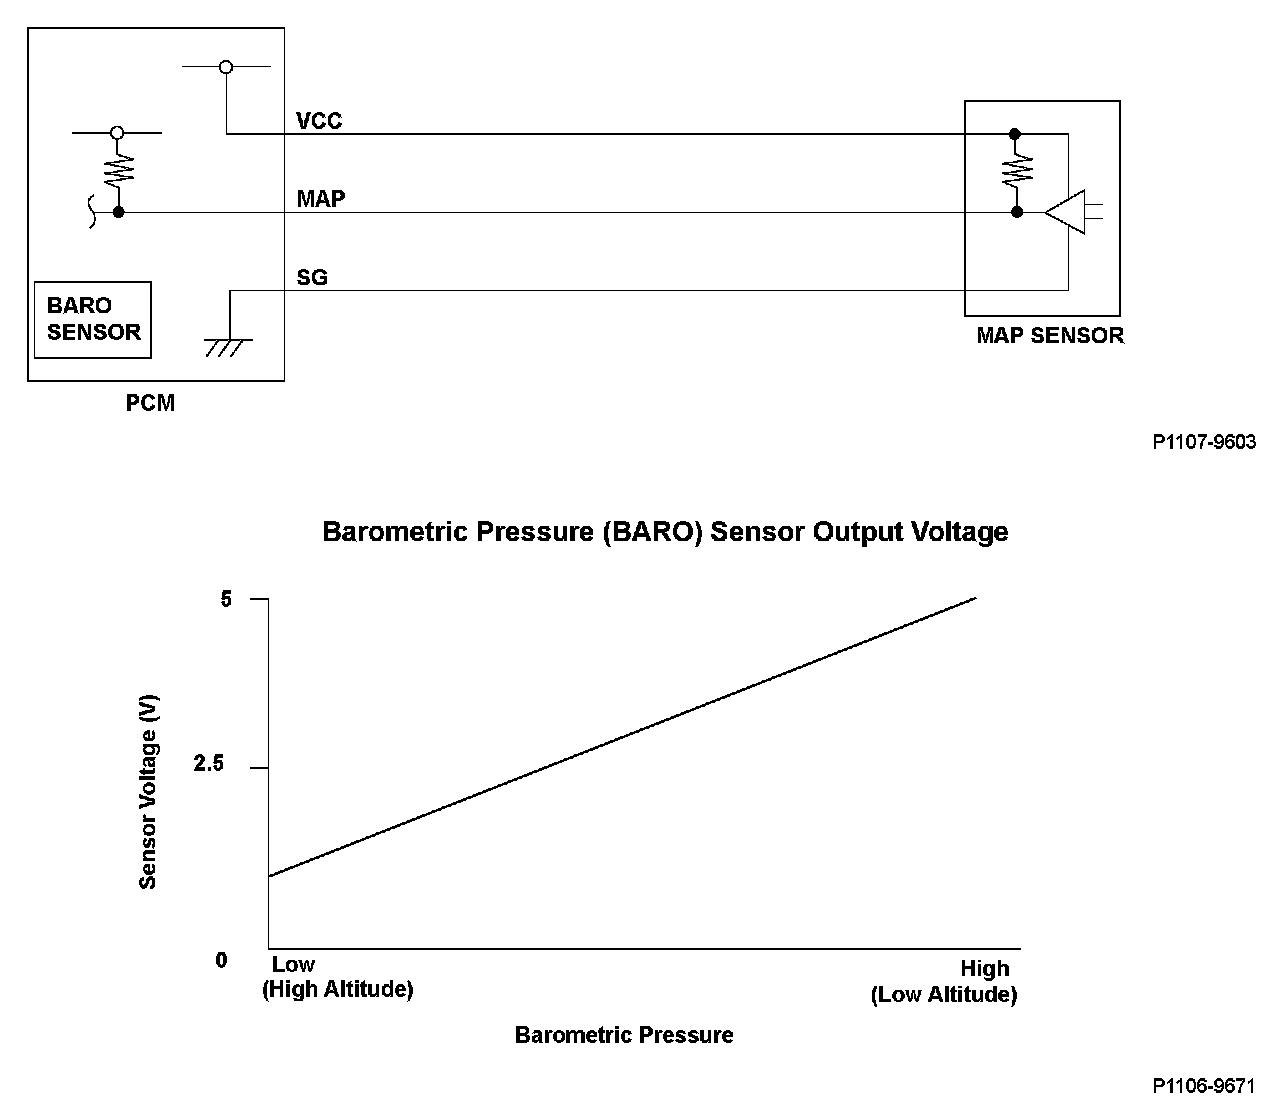 VCC
MAP
SG
BARO
SENSOR
PCM
MAP SENSOR
P1107-9603
Barometric Pressure (BARO) Sensor Output Voltage
5
2.5
0
Sensor Voltage (V)
Low
(High Altitude)
High
(Low Altitude)
Barometric Pressure
P1106-9671